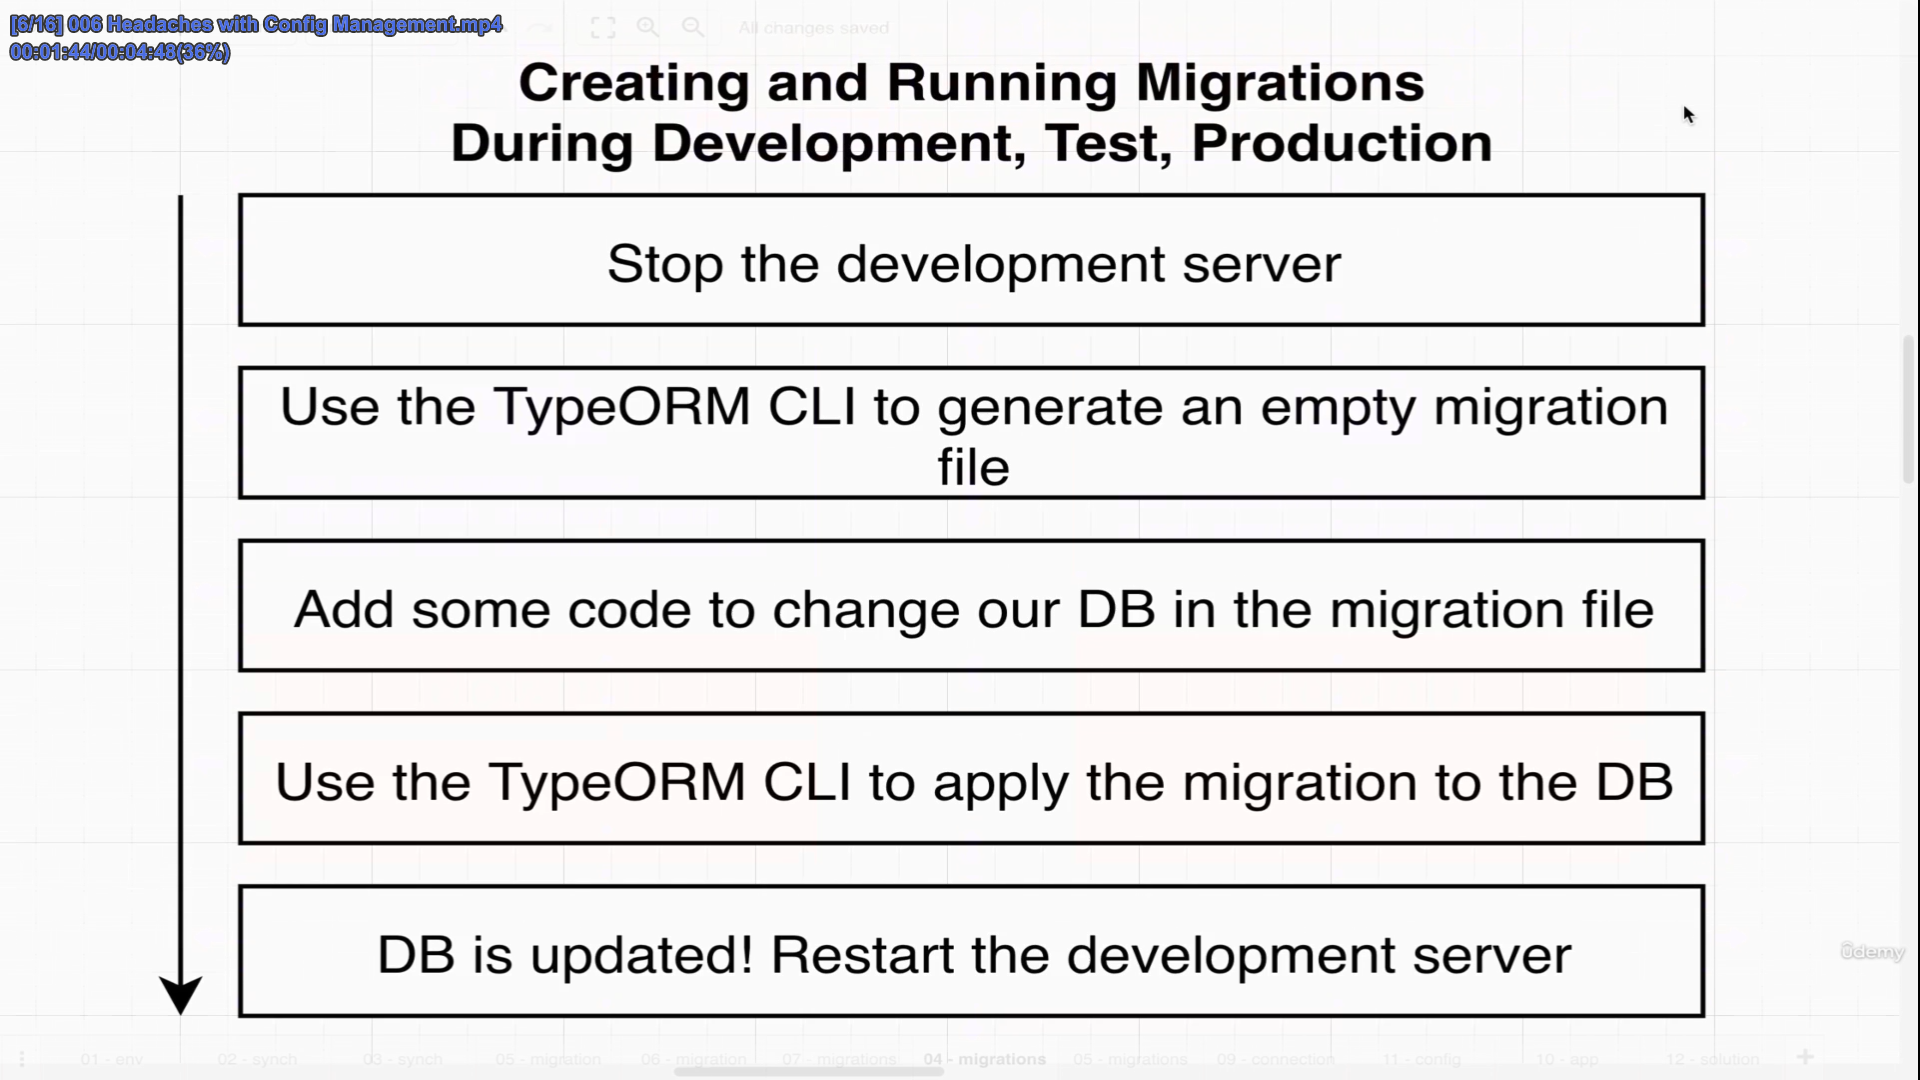 [6/16] 006 Headaches with Config Management.mp4
00:01:44/00:04:48(36%)
All changes saved
Creating and Running Migrations
During Development, Test, Production
Stop the development server
Use the TypeORM CLI to generate an empty migration
file
Add some code to change our DB in the migration file
Use the TypeORM CLI to apply the migration to the DB
DB is updated! Restart the development server
ûdemy
01 - env 02 - synch 03 - synch 05 - migration 06 - migration 07 - migrations 04 - migrations 05 - migrations 09 - connection 11 - config 10 - app 12 - solution